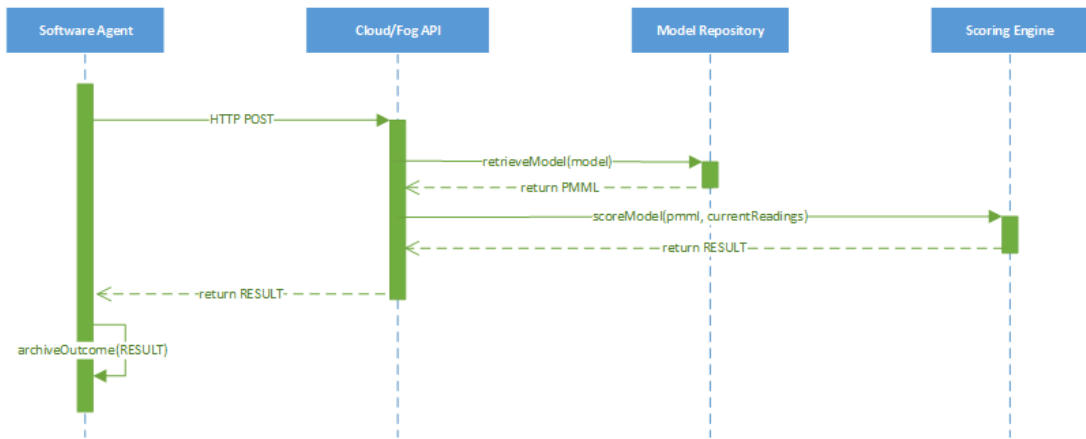 Software Agent
Cloud/Fog API
Model Repository
Scoring Engine
HTTP POST
retrieveModel(model)
return PMML
scoreModel(pmml, currentReadings)
return RESULT
return RESULT
archiveOutcome(RESULT)